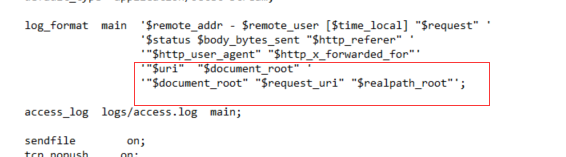 log_format  main  '$remote_addr - $remote_user [$time_local] "$request" '
'$status $body_bytes_sent "$http_referer" '
'"$http_user_agent" "$http_x_forwarded_for"'
'"$uri"  "$document_root" '
'"$document_root" "$request_uri" "$realpath_root"';
access_log  logs/access.log  main;
sendfile        on;
tcp_nopush     on;